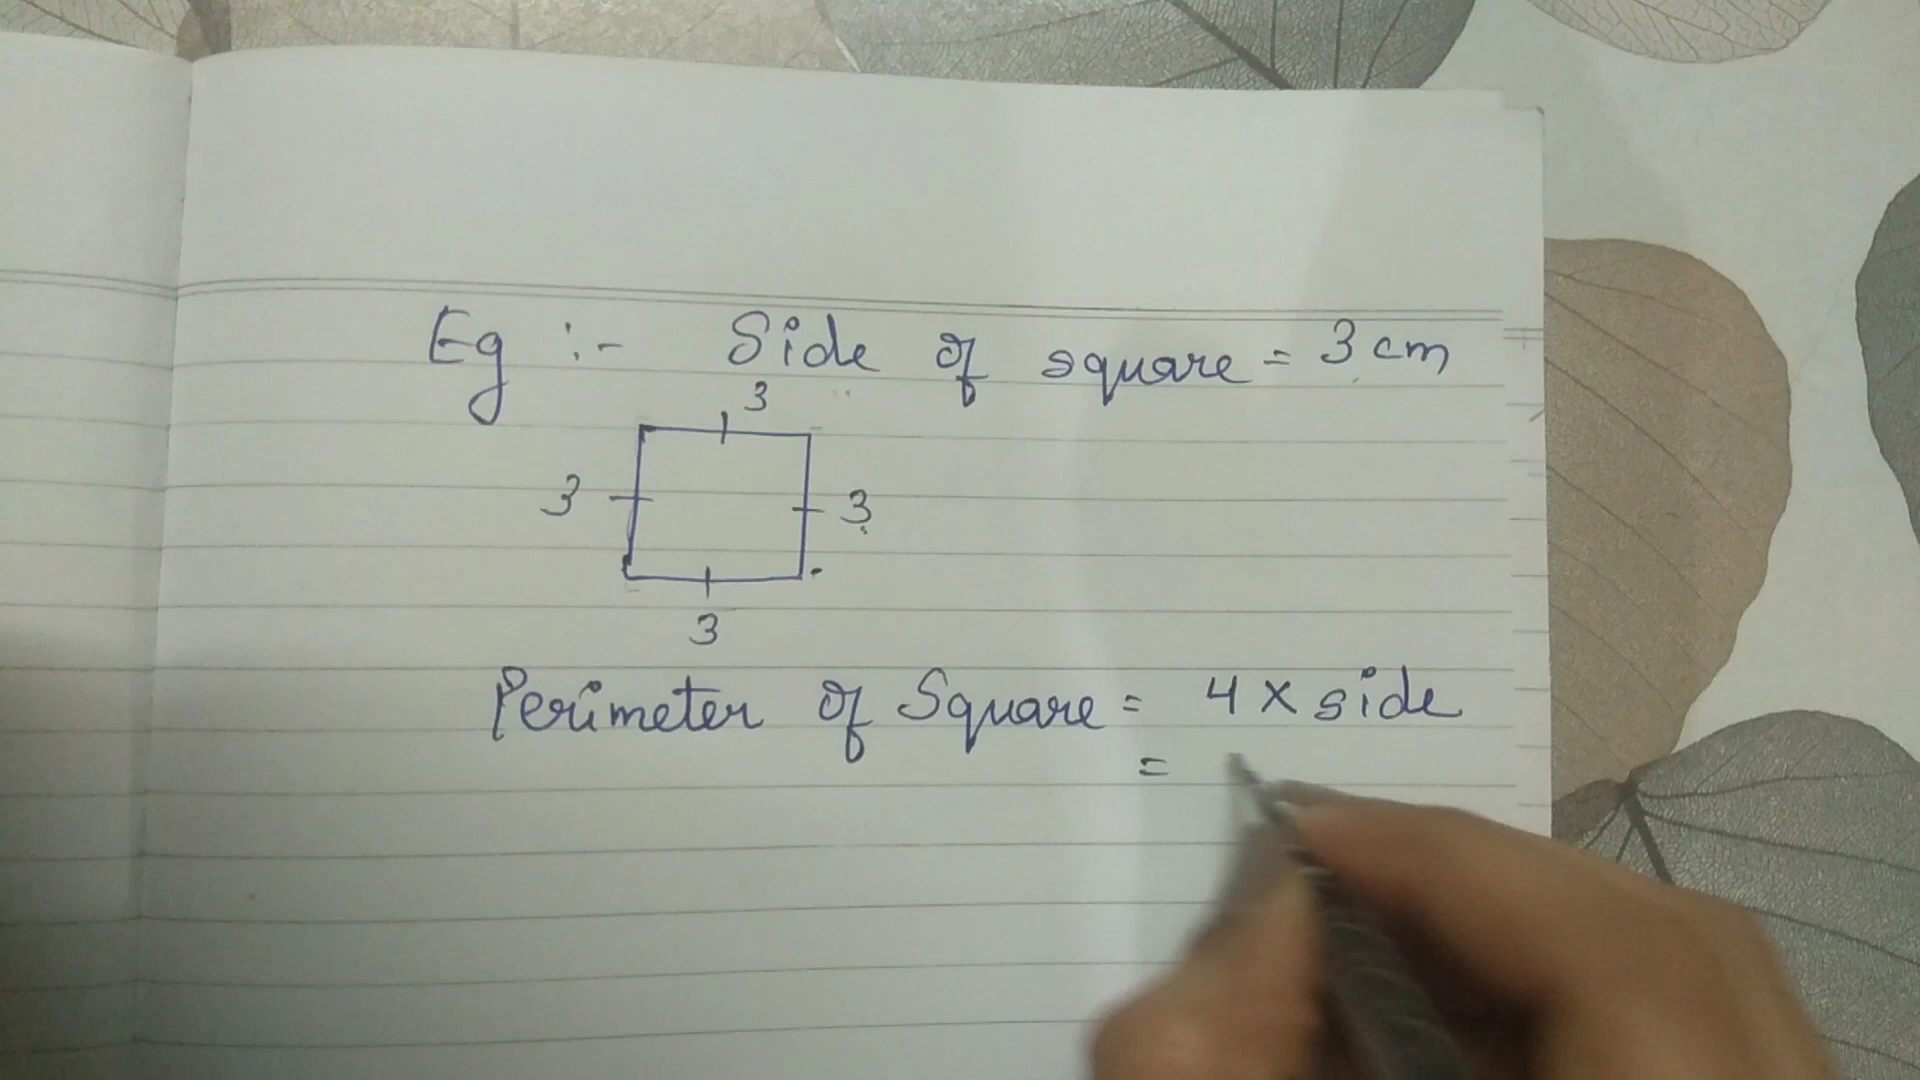 Eg :- Side of square = 3 cm
3
3 3
3
Perimeter of Square = 4 x side
=